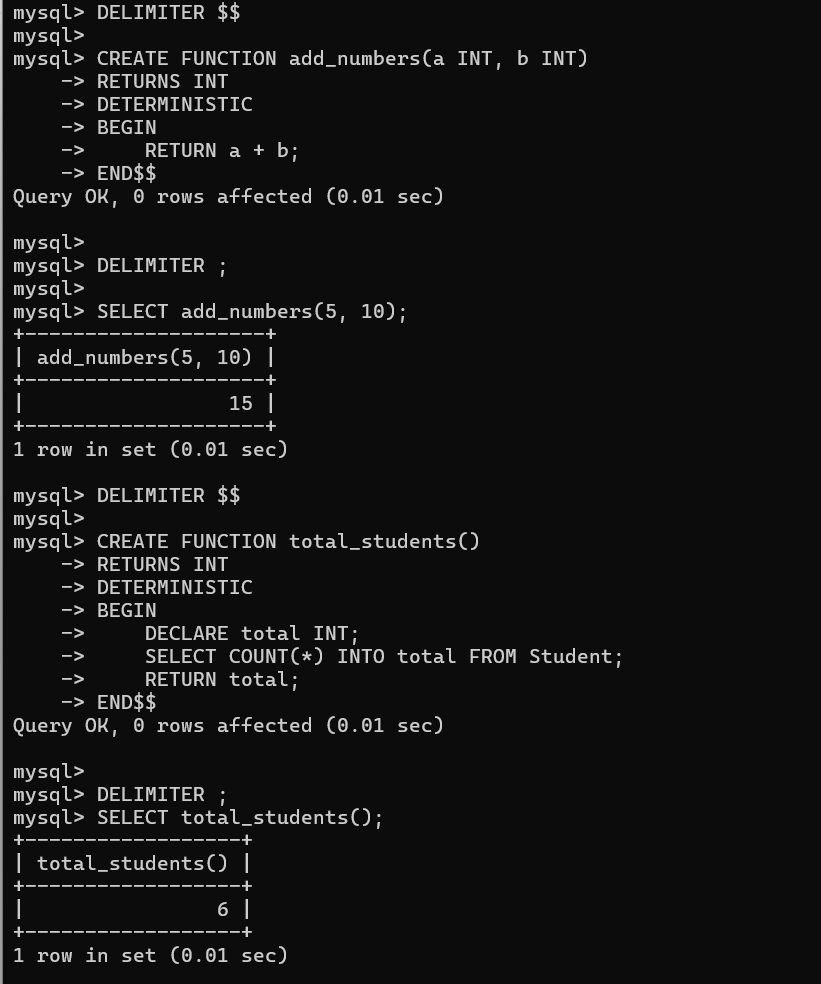 mysql> DELIMITER $$
mysql>
mysql> CREATE FUNCTION add_numbers(a INT, b INT)
    -> RETURNS INT
    -> DETERMINISTIC
    -> BEGIN
    ->     RETURN a + b;
    -> END$$
Query OK, 0 rows affected (0.01 sec)

mysql>
mysql> DELIMITER ;
mysql>
mysql> SELECT add_numbers(5, 10);
+--------------------+
| add_numbers(5, 10) |
+--------------------+
|                 15 |
+--------------------+
1 row in set (0.01 sec)

mysql> DELIMITER $$
mysql>
mysql> CREATE FUNCTION total_students()
    -> RETURNS INT
    -> DETERMINISTIC
    -> BEGIN
    ->     DECLARE total INT;
    ->     SELECT COUNT(*) INTO total FROM Student;
    ->     RETURN total;
    -> END$$
Query OK, 0 rows affected (0.01 sec)

mysql>
mysql> DELIMITER ;
mysql> SELECT total_students();
+------------------+
| total_students() |
+------------------+
|                6 |
+------------------+
1 row in set (0.01 sec)